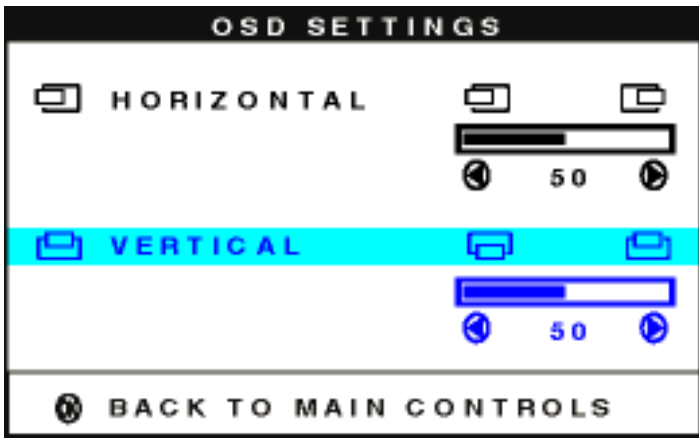 OSD SETTINGS
HORIZONTAL
50
VERTICAL
50
BACK TO MAIN CONTROLS